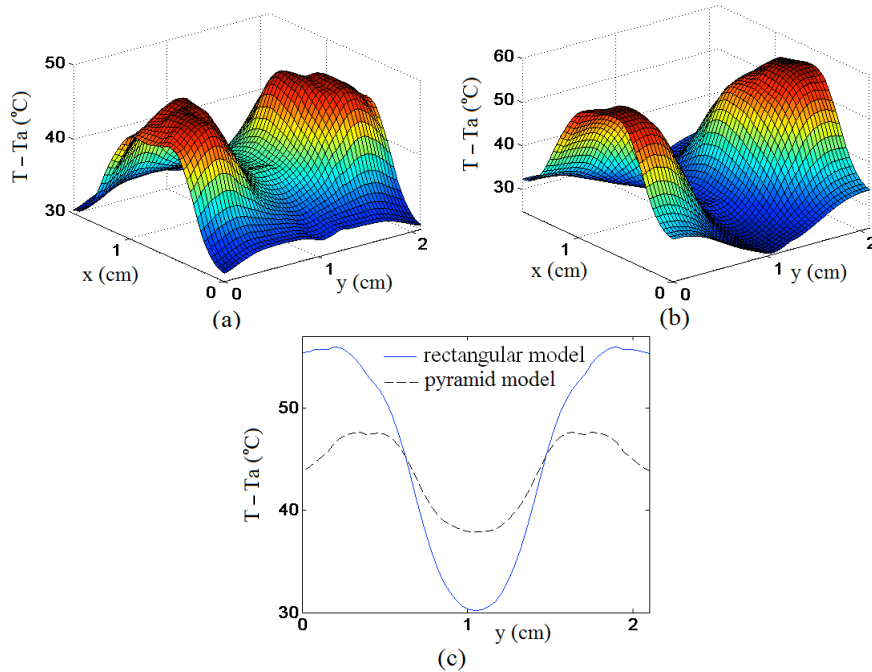 50
40
30
T – Ta (°C)
1
0
x (cm)
0
1
2
y (cm)
(a)
60
50
40
30
T – Ta (°C)
1
0
x (cm)
0
1
2
y (cm)
(b)
rectangular model
pyramid model
50
40
30
T – Ta (°C)
0
1
2
y (cm)
(c)